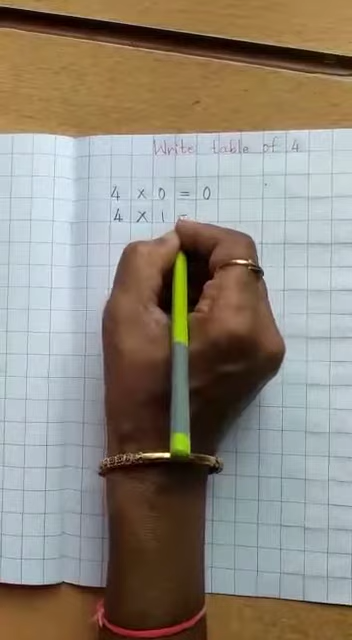 Write table of 4
4 × 0 = 0
4 × 1 =